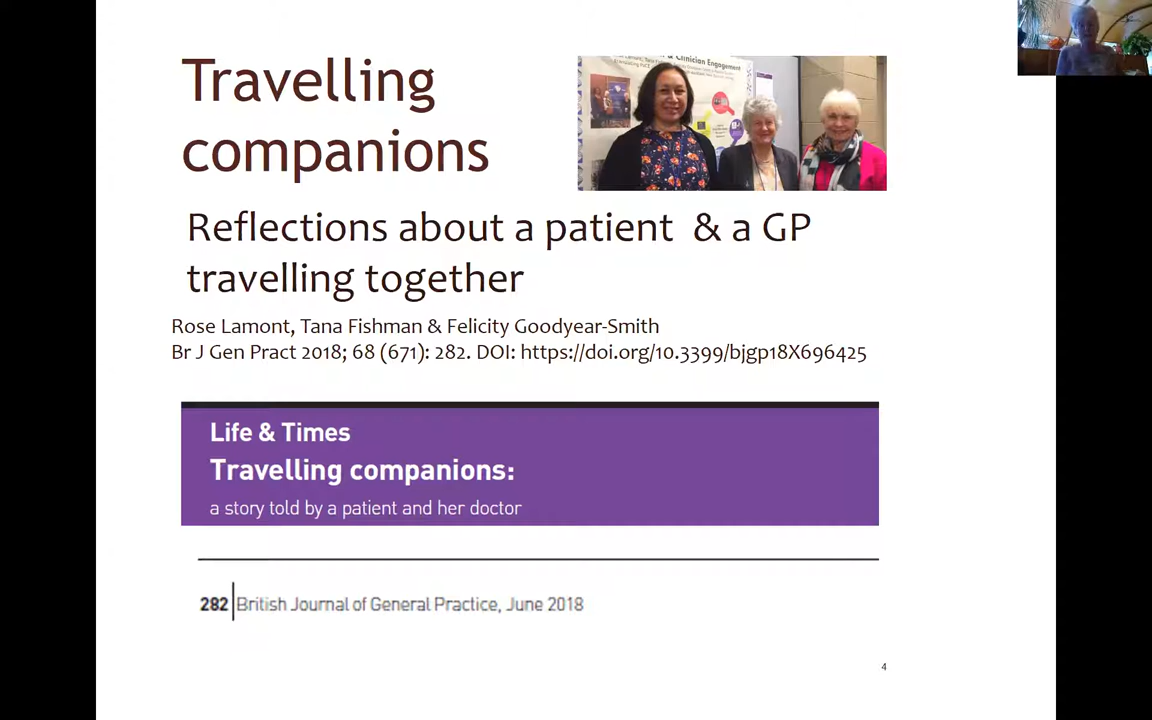 Travelling
companions
& Clinician Engagement
Reflections about a patient & a GP
travelling together
Rose Lamont, Tana Fishman & Felicity Goodyear-Smith
Br J Gen Pract 2018; 68 (671): 282. DOI: https://doi.org/10.3399/bjgp18X696425
Life & Times
Travelling companions:
a story told by a patient and her doctor
282 British Journal of General Practice, June 2018
4